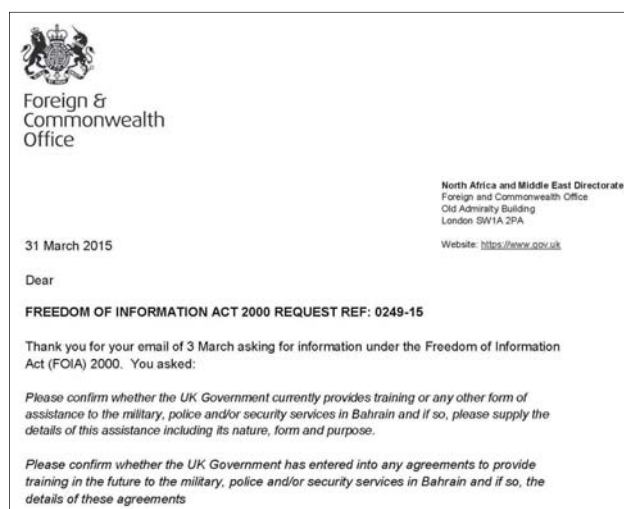 Foreign &
Commonwealth
Office
North Africa and Middle East Directorate
Foreign and Commonwealth Office
Old Admiralty Building
London SW1A 2PA
31 March 2015
Website: https://www.gov.uk
Dear
FREEDOM OF INFORMATION ACT 2000 REQUEST REF: 0249-15
Thank you for your email of 3 March asking for information under the Freedom of Information
Act (FOIA) 2000.  You asked:
Please confirm whether the UK Government currently provides training or any other form of
assistance to the military, police and/or security services in Bahrain and if so, please supply the
details of this assistance including its nature, form and purpose.
Please confirm whether the UK Government has entered into any agreements to provide
training in the future to the military, police and/or security services in Bahrain and if so, the
details of these agreements